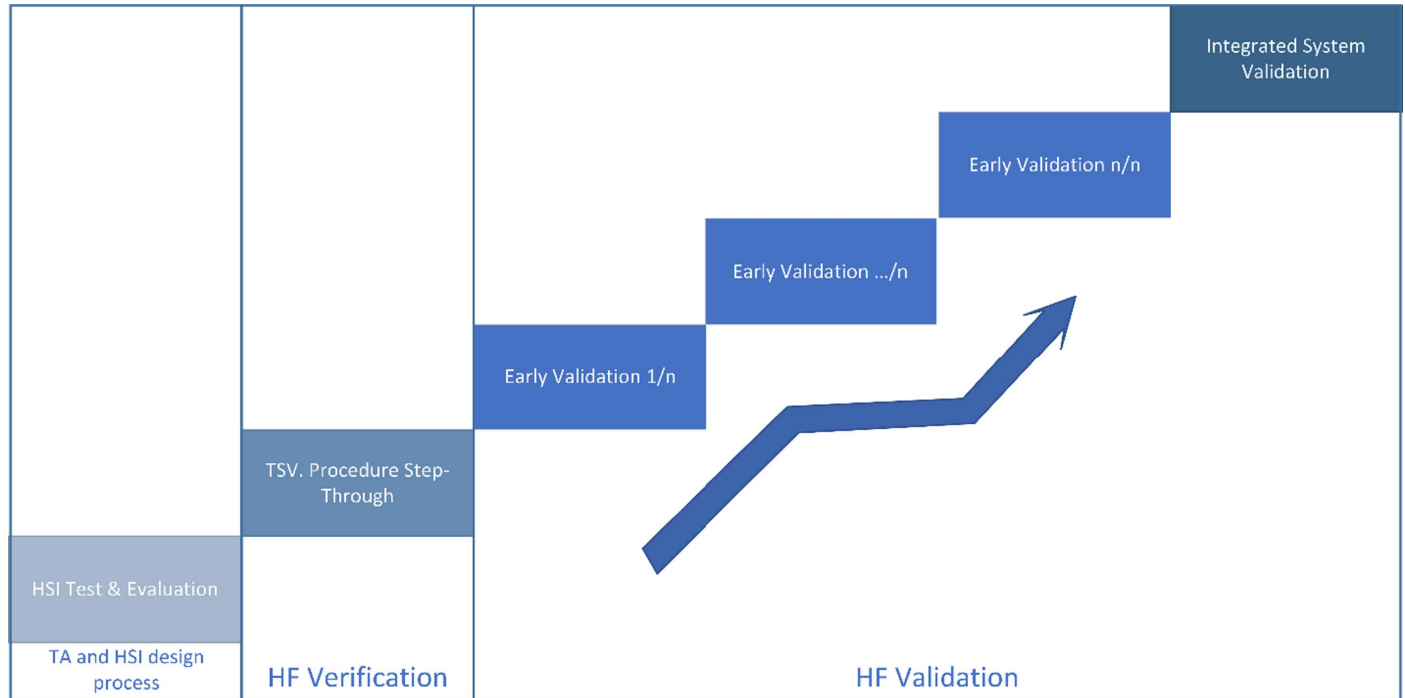 Integrated System
Validation
Early Validation n/n
Early Validation .../n
Early Validation 1/n
TSV. Procedure Step-
Through
HSI Test & Evaluation
TA and HSI design
process
HF Verification
HF Validation